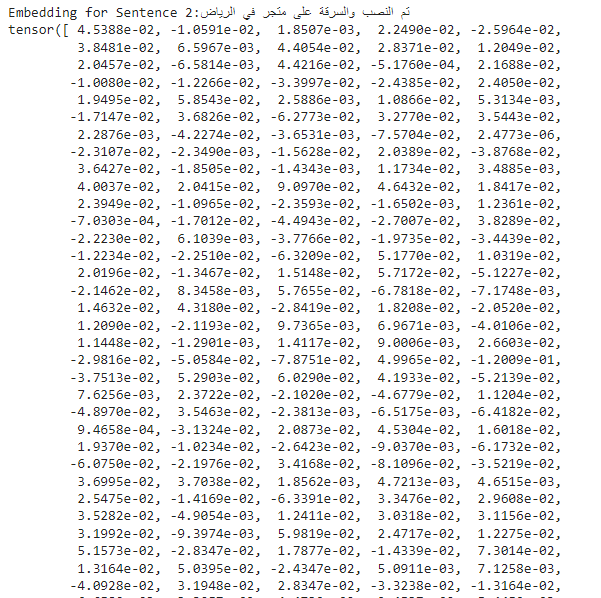 Embedding for Sentence 2:تم النصب والسرقة على متجر في الرياض
tensor([ 4.5388e-02, -1.0591e-02,  1.8507e-03,  2.2490e-02, -2.5964e-02,
3.8481e-02,  6.5967e-03,  4.4054e-02,  2.8371e-02,  1.2049e-02,
2.0457e-02, -6.5814e-03,  4.4216e-02, -5.1760e-04,  2.1688e-02,
-1.0080e-02, -1.2266e-02, -3.3997e-02, -2.4385e-02,  2.4050e-02,
1.9495e-02,  5.8543e-02,  2.5886e-03,  1.0866e-02,  5.3134e-03,
-1.7147e-02,  3.6826e-02, -6.2773e-02,  3.2770e-02,  3.5443e-02,
2.2876e-03, -4.2274e-02, -3.6531e-03, -7.5704e-02,  2.4773e-06,
-2.3107e-02, -2.3490e-03, -1.5628e-02,  2.0389e-02, -3.8768e-02,
3.6427e-02, -1.8505e-02, -1.4343e-03,  1.1734e-02,  3.4885e-03,
4.0037e-02,  2.0415e-02,  9.0970e-02,  4.6432e-02,  1.8417e-02,
2.3949e-02, -1.0965e-02, -2.3593e-02, -1.6502e-03,  1.2361e-02,
-7.0303e-04, -1.7012e-02, -4.4943e-02, -2.7007e-02,  3.8289e-02,
-2.2230e-02,  6.1039e-03, -3.7766e-02, -1.9735e-02, -3.4439e-02,
-1.2234e-02, -2.2510e-02, -6.3209e-02,  5.1770e-02,  1.0319e-02,
2.0196e-02, -1.3467e-02,  1.5148e-02,  5.7172e-02, -5.1227e-02,
-2.1462e-02,  8.3458e-03,  5.7655e-02, -6.7818e-02, -7.1748e-03,
1.4632e-02,  4.3180e-02, -2.8419e-02,  1.8208e-02, -2.0520e-02,
1.2090e-02, -2.1193e-02,  9.7365e-03,  6.9671e-03, -4.0106e-02,
1.1448e-02, -1.2901e-03,  1.4117e-02,  9.0006e-03,  2.6603e-02,
-2.9816e-02, -5.0584e-02, -7.8751e-02,  4.9965e-02, -1.2009e-01,
-3.7513e-02,  5.2903e-02,  6.0290e-02,  4.1933e-02, -5.2139e-02,
7.6256e-03,  2.3722e-02, -2.1020e-02, -4.6779e-02,  1.1204e-02,
-4.8970e-02,  3.5463e-02, -2.3813e-03, -6.5175e-03, -6.4182e-02,
9.4658e-04, -3.1324e-02,  2.0873e-02,  4.5304e-02,  1.6018e-02,
1.9370e-02, -1.0234e-02, -2.6423e-02, -9.0370e-03, -6.1732e-02,
-6.0750e-02, -2.1976e-02,  3.4168e-02, -8.1096e-02, -3.5219e-02,
3.6995e-02,  3.7038e-02,  1.8562e-03,  4.7213e-03,  4.6515e-03,
2.5475e-02, -1.4169e-02, -6.3391e-02,  3.3476e-02,  2.9608e-02,
3.5282e-02, -4.9054e-03,  1.2411e-02,  3.0318e-02,  3.1156e-02,
3.1992e-02, -9.3974e-03,  5.9819e-02,  2.4717e-02,  1.2275e-02,
5.1573e-02, -2.8347e-02,  1.7877e-02, -1.4339e-02,  7.3014e-02,
1.3164e-02,  5.0395e-02, -2.4347e-02,  5.0911e-03,  7.1258e-03,
-4.0928e-02,  3.1948e-02,  2.8347e-02, -3.3238e-02, -1.3164e-02,